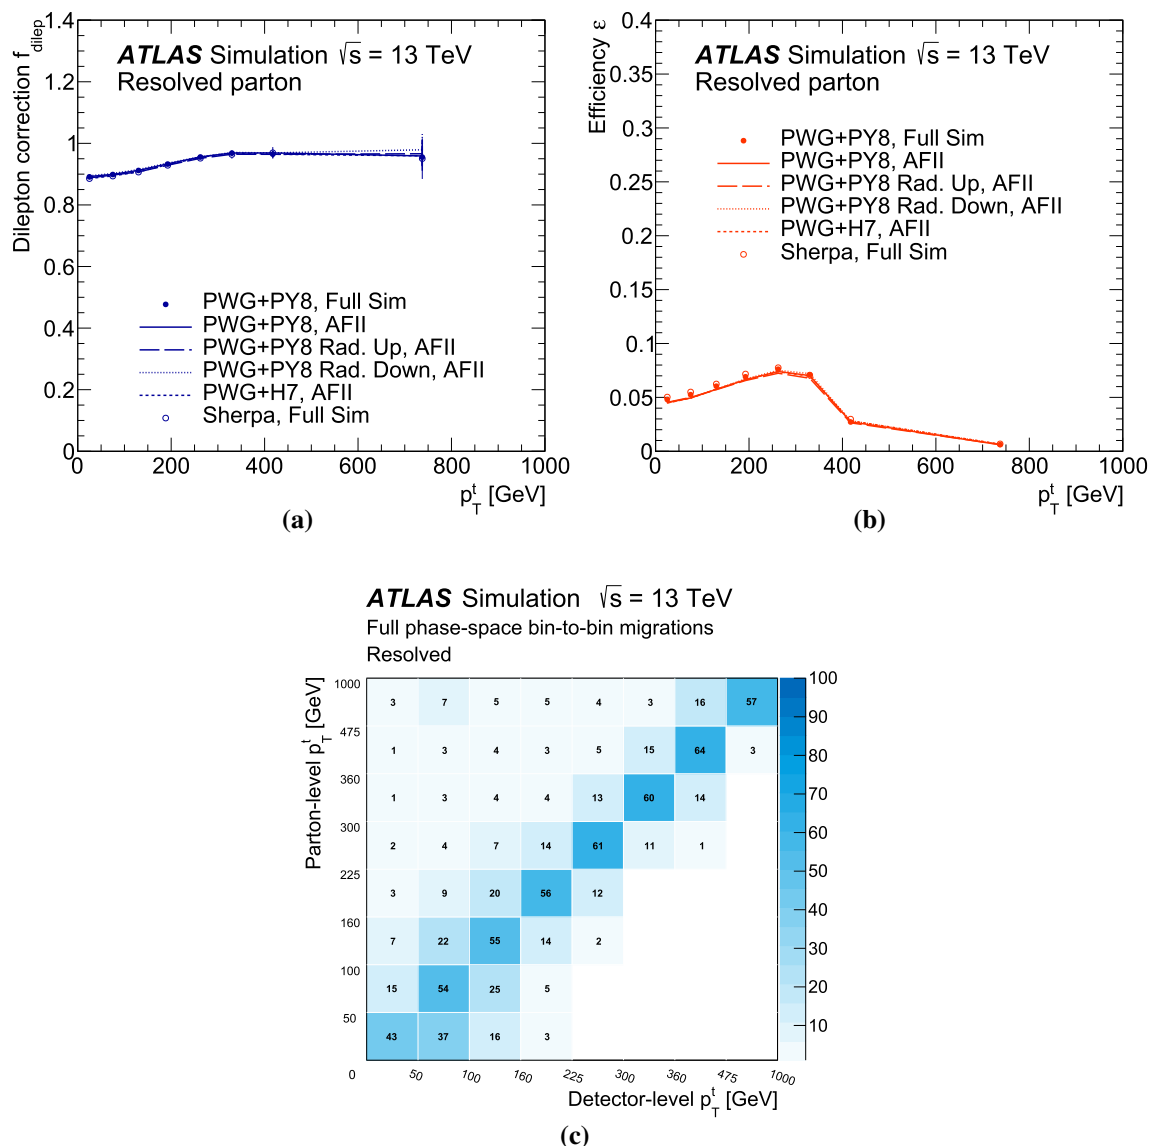 Dilepton correction f_dilep
1.4
1.2
1
0.8
0.6
0.4
0.2
0
ATLAS Simulation √s = 13 TeV
Resolved parton
PWG+PY8, Full Sim
PWG+PY8, AFII
PWG+PY8 Rad. Up, AFII
PWG+PY8 Rad. Down, AFII
PWG+H7, AFII
Sherpa, Full Sim
0 200 400 600 800 1000
p_T^t [GeV]
(a)
Efficiency ε
0.4
0.35
0.3
0.25
0.2
0.15
0.1
0.05
0
ATLAS Simulation √s = 13 TeV
Resolved parton
PWG+PY8, Full Sim
PWG+PY8, AFII
PWG+PY8 Rad. Up, AFII
PWG+PY8 Rad. Down, AFII
PWG+H7, AFII
Sherpa, Full Sim
0 200 400 600 800 1000
p_T^t [GeV]
(b)
ATLAS Simulation √s = 13 TeV
Full phase-space bin-to-bin migrations
Resolved
Parton-level p_T^t [GeV]
1000
475
360
300
225
160
100
50
0
3 7 5 5 4 3 16 57
1 3 4 3 5 15 64 3
1 3 4 4 13 60 14
2 4 7 14 61 11 1
3 9 20 56 12
7 22 55 14 2
15 54 25 5
43 37 16 3
50 100 160 225 300 360 475 1000
Detector-level p_T^t [GeV]
100
90
80
70
60
50
40
30
20
10
(c)